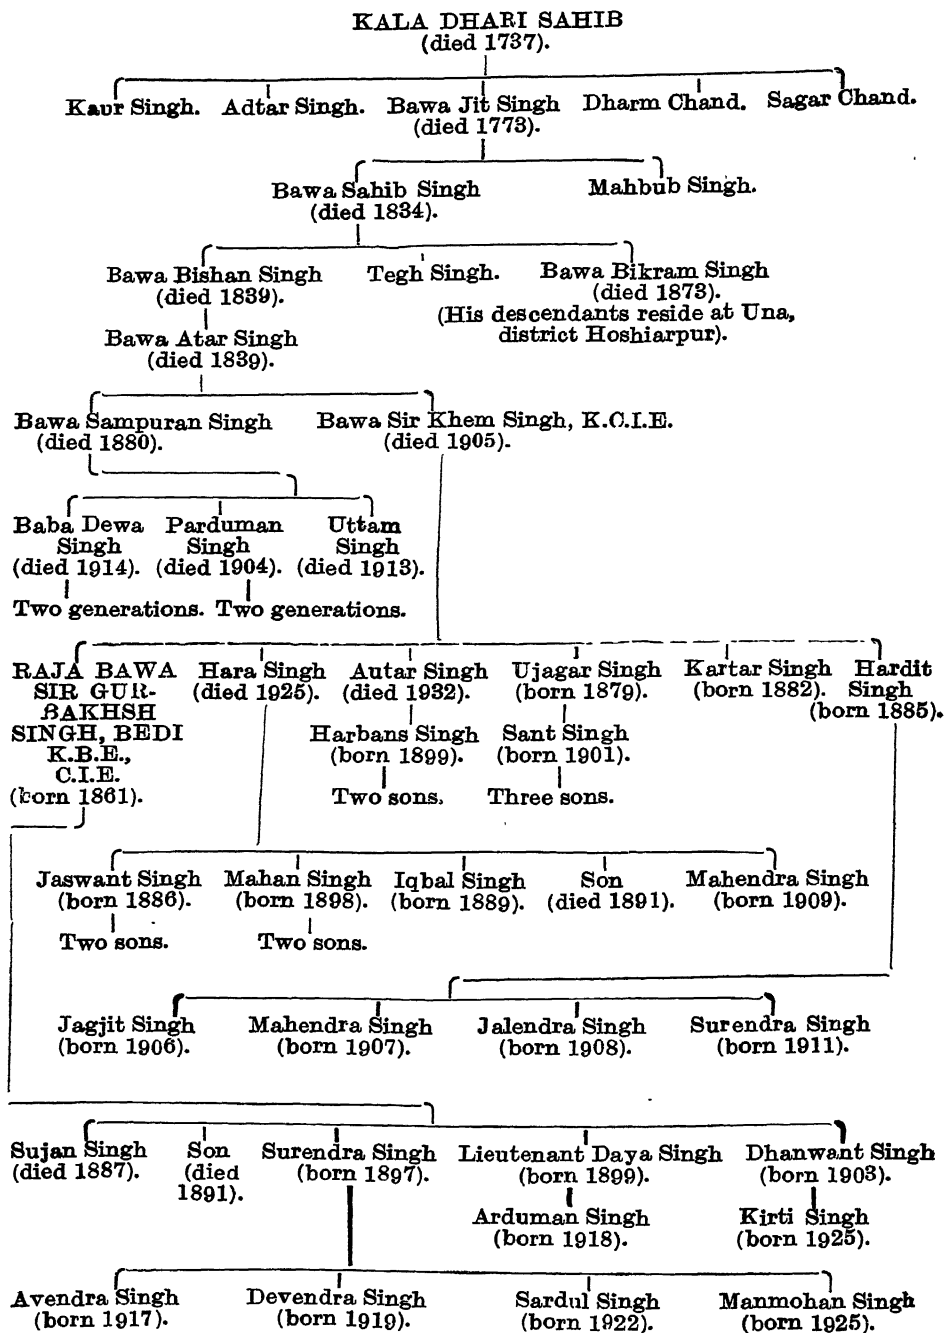 KALA DHARI SAHIB
(died 1737).
Kaur Singh. Adtar Singh. Bawa Jit Singh Dharm Chand. Sagar Chand.
(died 1773).
Bawa Sahib Singh Mahbub Singh.
(died 1834).
Bawa Bishan Singh Tegh Singh. Bawa Bikram Singh
(died 1839). (died 1873).
(His descendants reside at Una,
district Hoshiarpur).
Bawa Atar Singh
(died 1839).
Bawa Sampuran Singh Bawa Sir Khem Singh, K.C.I.E.
(died 1880). (died 1905).
Baba Dewa Parduman Uttam
Singh Singh Singh
(died 1914). (died 1904). (died 1913).
Two generations. Two generations.
RAJA BAWA Hara Singh Autar Singh Ujagar Singh Kartar Singh Hardit
SIR GUR- (died 1925). (died 1932). (born 1879). (born 1882). Singh
BAKHSH (born 1885).
SINGH, BEDI Harbans Singh Sant Singh
K.B.E., (born 1899). (born 1901).
C.I.E.
(born 1861). Two sons. Three sons.
Jaswant Singh Mahan Singh Iqbal Singh Son Mahendra Singh
(born 1886). (born 1898). (born 1889). (died 1891). (born 1909).
Two sons. Two sons.
Jagjit Singh Mahendra Singh Jalendra Singh Surendra Singh
(born 1906). (born 1907). (born 1908). (born 1911).
Sujan Singh Son Surendra Singh Lieutenant Daya Singh Dhanwant Singh
(died 1887). (died (born 1897). (born 1899). (born 1903).
1891).
Arduman Singh Kirti Singh
(born 1918). (born 1925).
Avendra Singh Devendra Singh Sardul Singh Manmohan Singh
(born 1917). (born 1919). (born 1922). (born 1925).